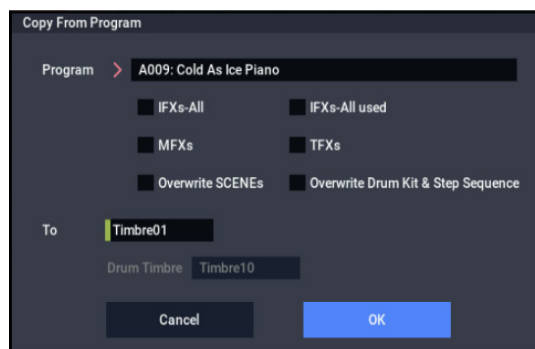 Copy From Program
Program > A009: Cold As Ice Piano
IFXs-All IFXs-All used
MFXs TFXs
Overwrite SCENEs Overwrite Drum Kit & Step Sequence
To Timbre01
Drum Timbre Timbre10
Cancel OK